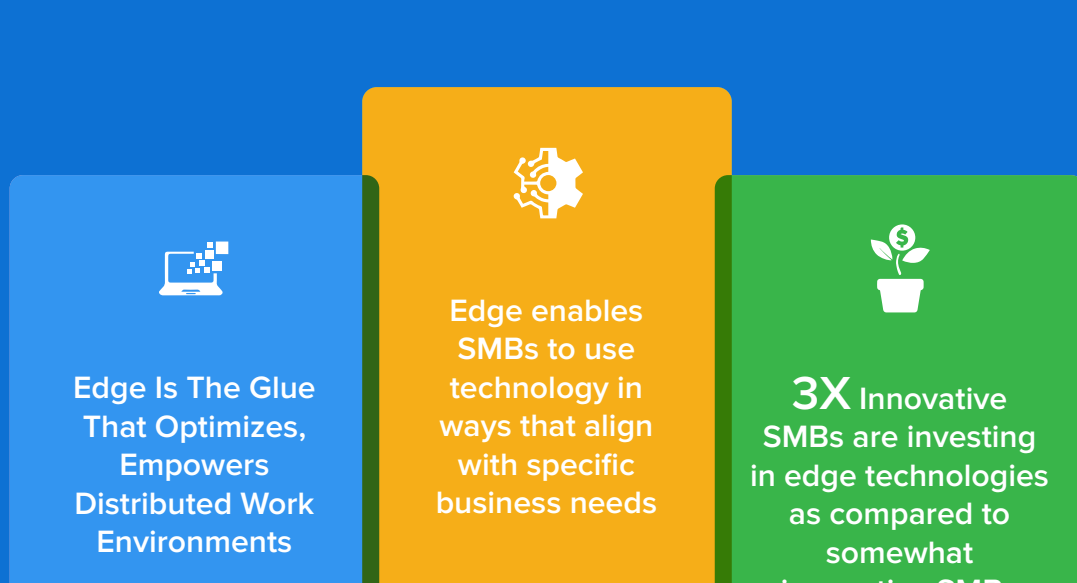 Edge Is The Glue
That Optimizes,
Empowers
Distributed Work
Environments
Edge enables
SMBs to use
technology in
ways that align
with specific
business needs
$
3X Innovative
SMBs are investing
in edge technologies
as compared to
somewhat